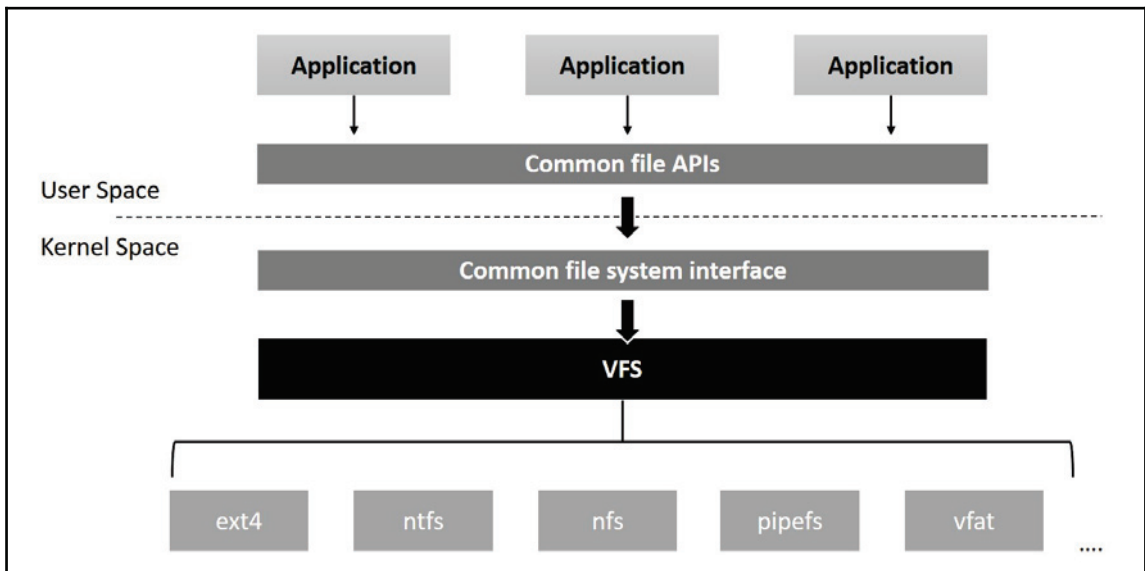 Application Application Application
Common file APIs
User Space
Kernel Space
Common file system interface
VFS
ext4 ntfs nfs pipefs vfat ....